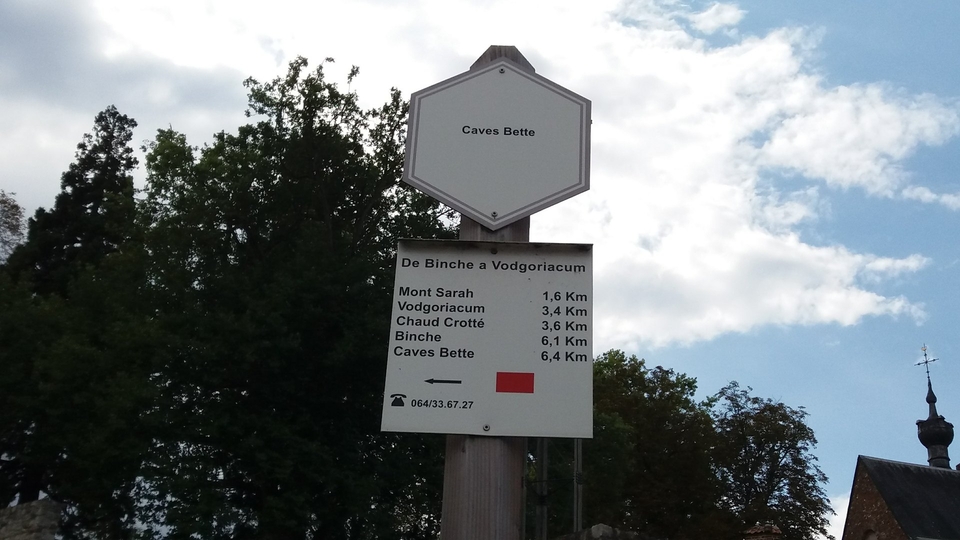 Caves Bette
De Binche a Vodgoriacum
Mont Sarah 1,6 Km
Vodgoriacum 3,4 Km
Chaud Crotté 3,6 Km
Binche 6,1 Km
Caves Bette 6,4 Km
064/33.67.27